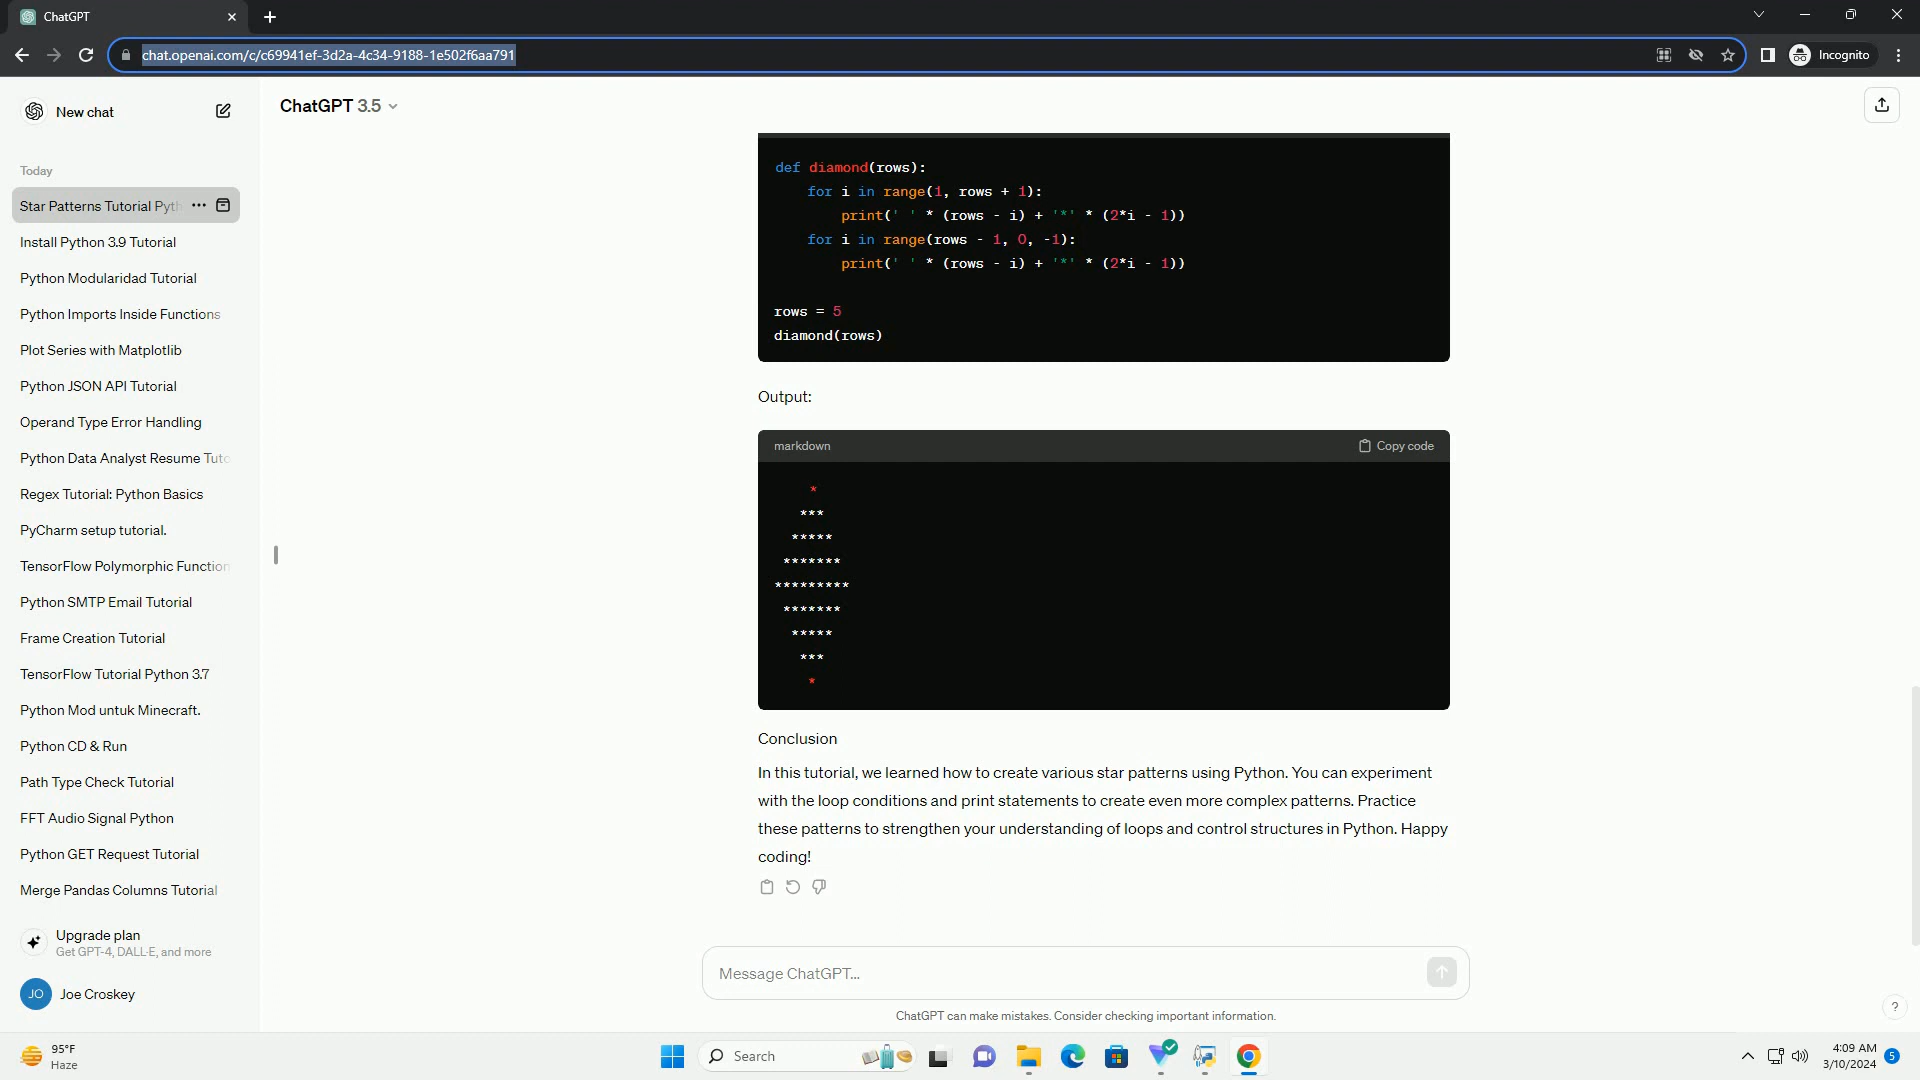 ChatGPT
chat.openai.com/c/c69941ef-3d2a-4c34-9188-1e502f6aa791
Incognito
New chat
ChatGPT 3.5
Today
Star Patterns Tutorial Pyth
Install Python 3.9 Tutorial
Python Modularidad Tutorial
Python Imports Inside Functions
Plot Series with Matplotlib
Python JSON API Tutorial
Operand Type Error Handling
Python Data Analyst Resume Tuto
Regex Tutorial: Python Basics
PyCharm setup tutorial.
TensorFlow Polymorphic Function
Python SMTP Email Tutorial
Frame Creation Tutorial
TensorFlow Tutorial Python 3.7
Python Mod untuk Minecraft.
Python CD & Run
Path Type Check Tutorial
FFT Audio Signal Python
Python GET Request Tutorial
Merge Pandas Columns Tutorial
Upgrade plan
Get GPT-4, DALL·E, and more
JO
Joe Croskey
def diamond(rows):
    for i in range(1, rows + 1):
        print(' ' * (rows - i) + '*' * (2*i - 1))
    for i in range(rows - 1, 0, -1):
        print(' ' * (rows - i) + '*' * (2*i - 1))
rows = 5
diamond(rows)
Output:
markdown
Copy code
    *
   ***
  *****
 *******
*********
 *******
  *****
   ***
    *
Conclusion
In this tutorial, we learned how to create various star patterns using Python. You can experiment
with the loop conditions and print statements to create even more complex patterns. Practice
these patterns to strengthen your understanding of loops and control structures in Python. Happy
coding!
Message ChatGPT...
ChatGPT can make mistakes. Consider checking important information.
?
95°F
Haze
Search
4:09 AM
3/10/2024
5